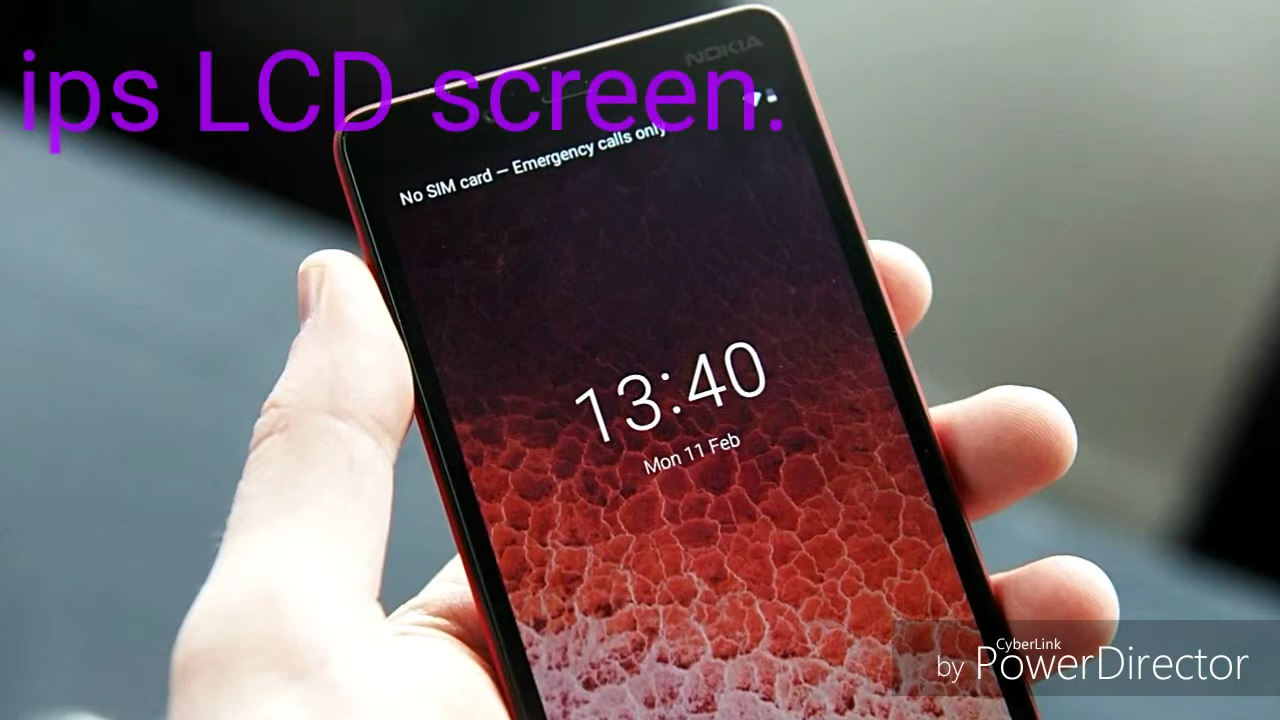 ips LCD screen.
NOKIA
No SIM card — Emergency calls only
13:40
Mon 11 Feb
CyberLink
by PowerDirector